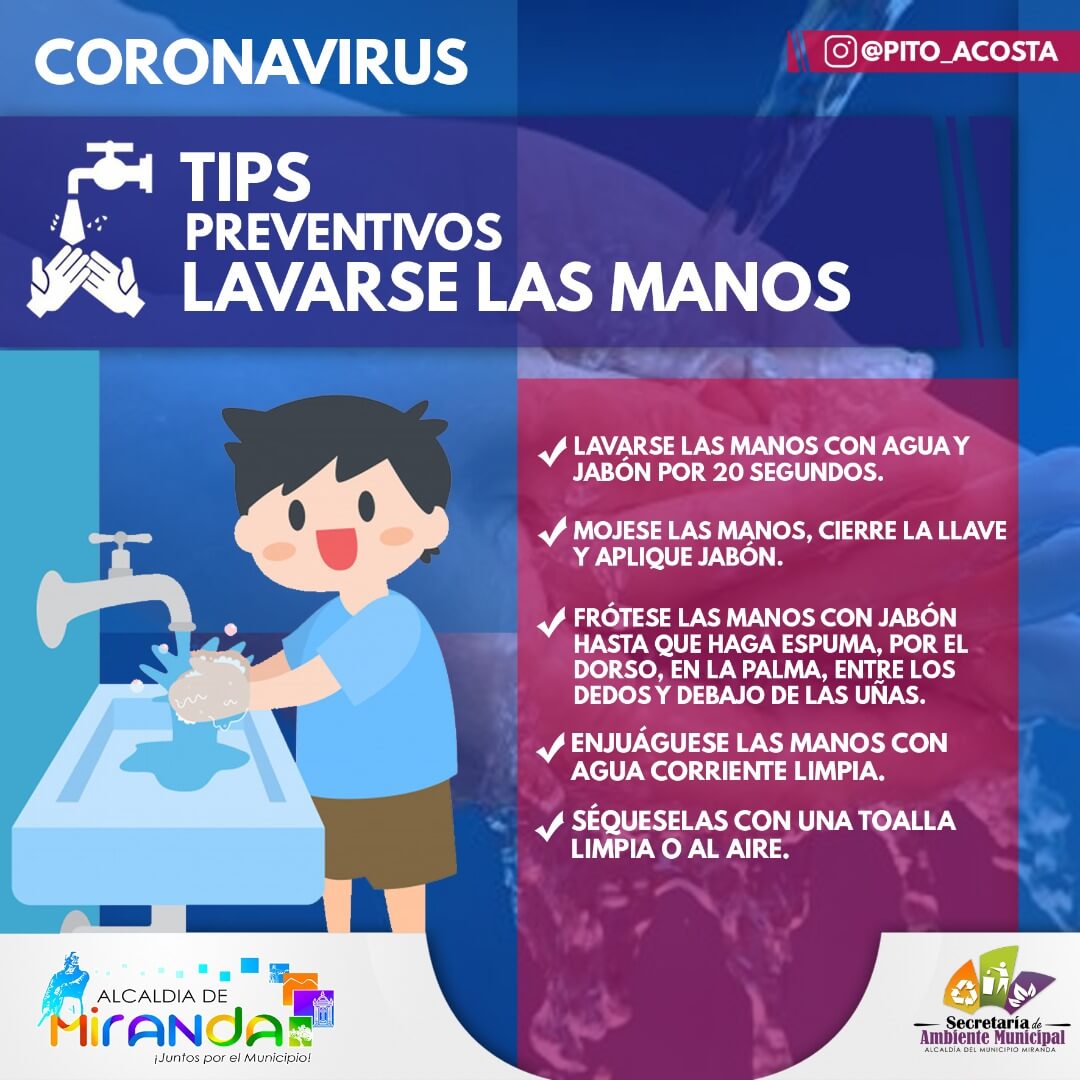 CORONAVIRUS
@PITO_ACOSTA
TIPS
PREVENTIVOS
LAVARSE LAS MANOS
LAVARSE LAS MANOS CON AGUA Y
JABÓN POR 20 SEGUNDOS.
MOJESE LAS MANOS, CIERRE LA LLAVE
Y APLIQUE JABÓN.
FRÓTESE LAS MANOS CON JABÓN
HASTA QUE HAGA ESPUMA, POR EL
DORSO, EN LA PALMA, ENTRE LOS
DEDOS Y DEBAJO DE LAS UÑAS.
ENJUÁGUESE LAS MANOS CON
AGUA CORRIENTE LIMPIA.
SÉQUESELAS CON UNA TOALLA
LIMPIA O AL AIRE.
ALCALDIA DE
MiRANDA
¡Juntos por el Municipio!
Secretaría de
Ambiente Municipal
ALCALDÍA DEL MUNICIPIO MIRANDA